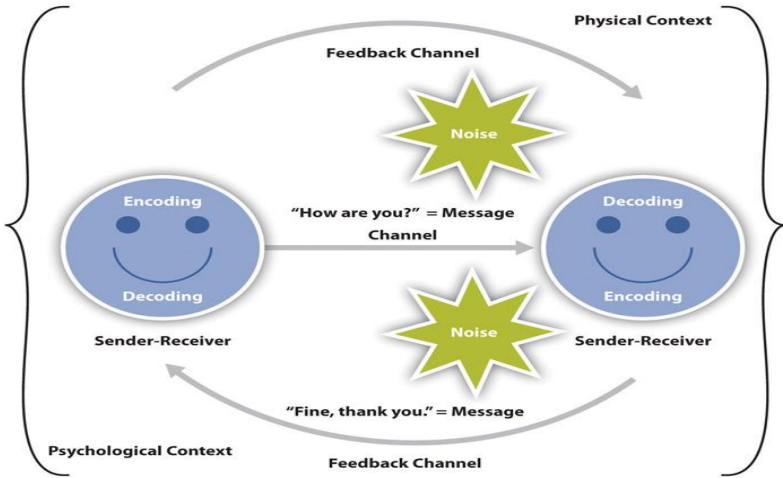 Physical Context
Feedback Channel
Noise
Encoding
Decoding
"How are you?" = Message
Channel
Decoding
Encoding
Noise
Sender-Receiver
Sender-Receiver
"Fine, thank you." = Message
Psychological Context
Feedback Channel